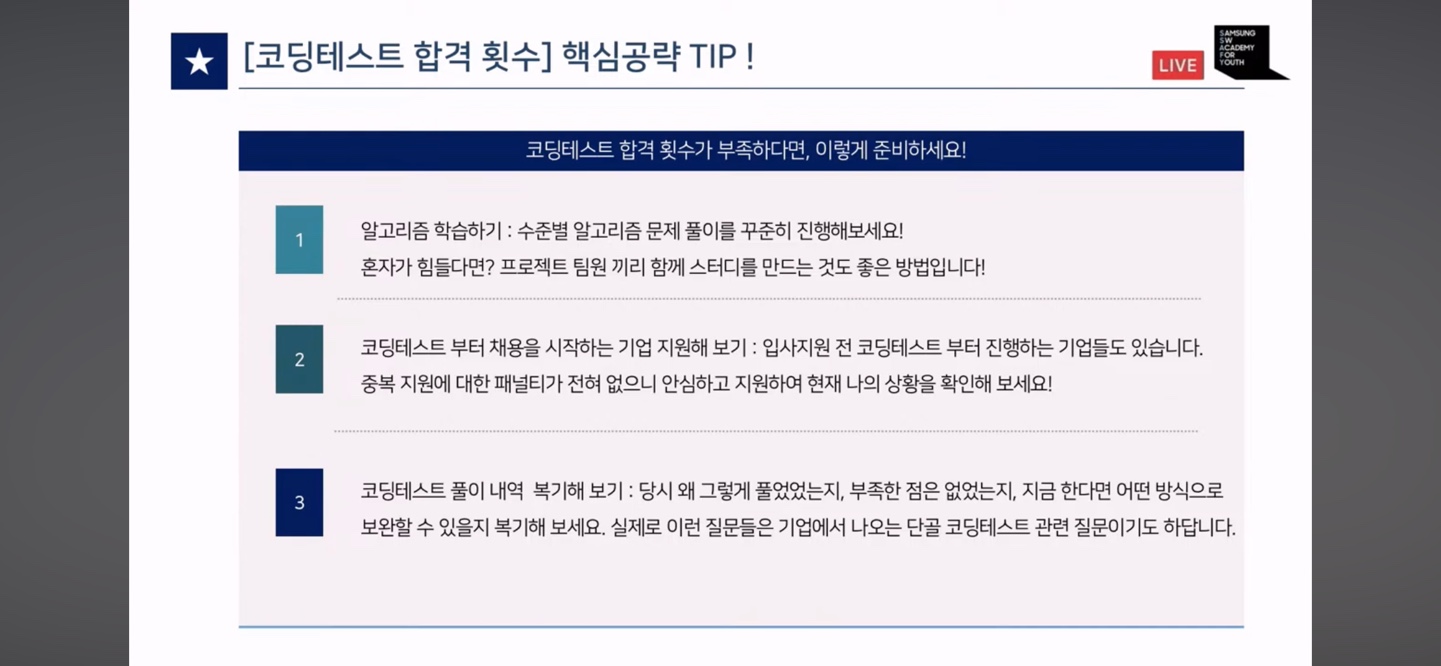 ★ [코딩테스트 합격 횟수] 핵심공략 TIP !
LIVE
SAMSUNG
SW
ACADEMY
FOR
YOUTH
코딩테스트 합격 횟수가 부족하다면, 이렇게 준비하세요!
1
알고리즘 학습하기 : 수준별 알고리즘 문제 풀이를 꾸준히 진행해보세요!
혼자가 힘들다면? 프로젝트 팀원 끼리 함께 스터디를 만드는 것도 좋은 방법입니다!
2
코딩테스트 부터 채용을 시작하는 기업 지원해 보기 : 입사지원 전 코딩테스트 부터 진행하는 기업들도 있습니다.
중복 지원에 대한 패널티가 전혀 없으니 안심하고 지원하여 현재 나의 상황을 확인해 보세요!
3
코딩테스트 풀이 내역 복기해 보기 : 당시 왜 그렇게 풀었었는지, 부족한 점은 없었는지, 지금 한다면 어떤 방식으로
보완할 수 있을지 복기해 보세요. 실제로 이런 질문들은 기업에서 나오는 단골 코딩테스트 관련 질문이기도 하답니다.